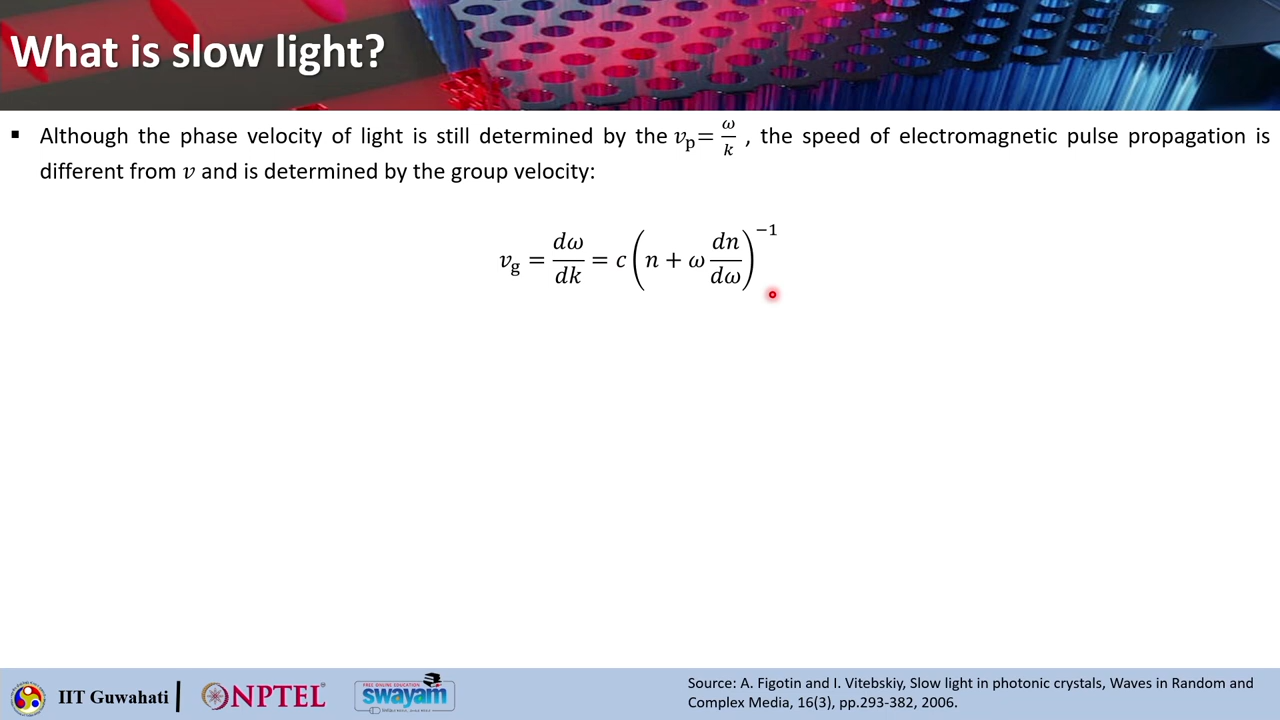 What is slow light?
▪ Although the phase velocity of light is still determined by the v_p = ω/k , the speed of electromagnetic pulse propagation is
different from v and is determined by the group velocity:
v_g = dω/dk = c(n + ω dn/dω)^−1
IIT Guwahati
NPTEL
FREE ONLINE EDUCATION
swayam
Source: A. Figotin and I. Vitebskiy, Slow light in photonic crystals, Waves in Random and
Complex Media, 16(3), pp.293-382, 2006.